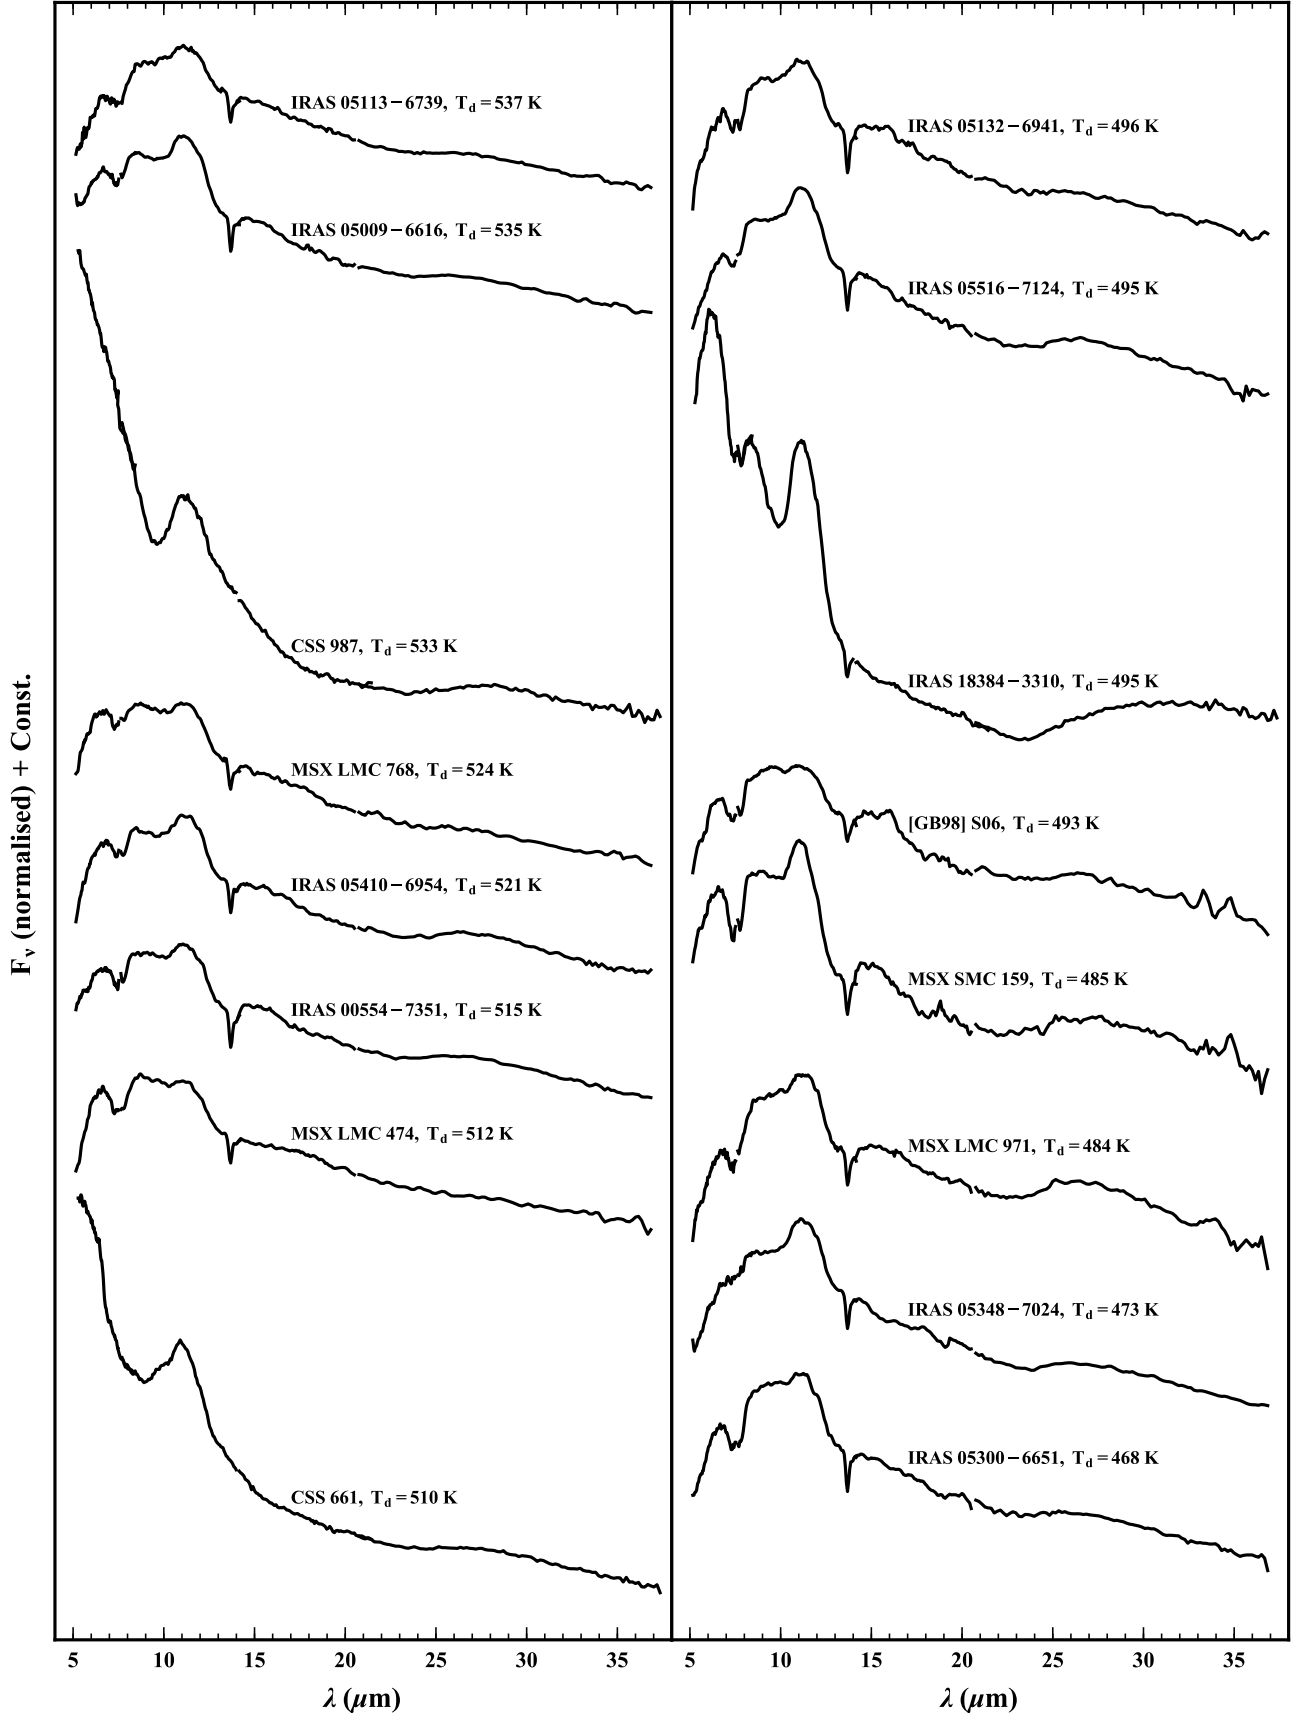 IRAS 05113−6739, T_d = 537 K
IRAS 05009−6616, T_d = 535 K
CSS 987, T_d = 533 K
MSX LMC 768, T_d = 524 K
IRAS 05410−6954, T_d = 521 K
IRAS 00554−7351, T_d = 515 K
MSX LMC 474, T_d = 512 K
CSS 661, T_d = 510 K
IRAS 05132−6941, T_d = 496 K
IRAS 05516−7124, T_d = 495 K
IRAS 18384−3310, T_d = 495 K
[GB98] S06, T_d = 493 K
MSX SMC 159, T_d = 485 K
MSX LMC 971, T_d = 484 K
IRAS 05348−7024, T_d = 473 K
IRAS 05300−6651, T_d = 468 K
F_ν (normalised) + Const.
5 10 15 20 25 30 35
5 10 15 20 25 30 35
λ (μm)
λ (μm)